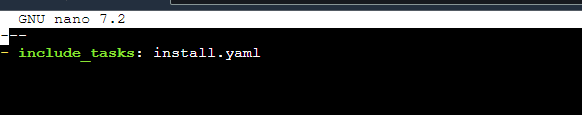 GNU nano 7.2
---
- include_tasks: install.yaml